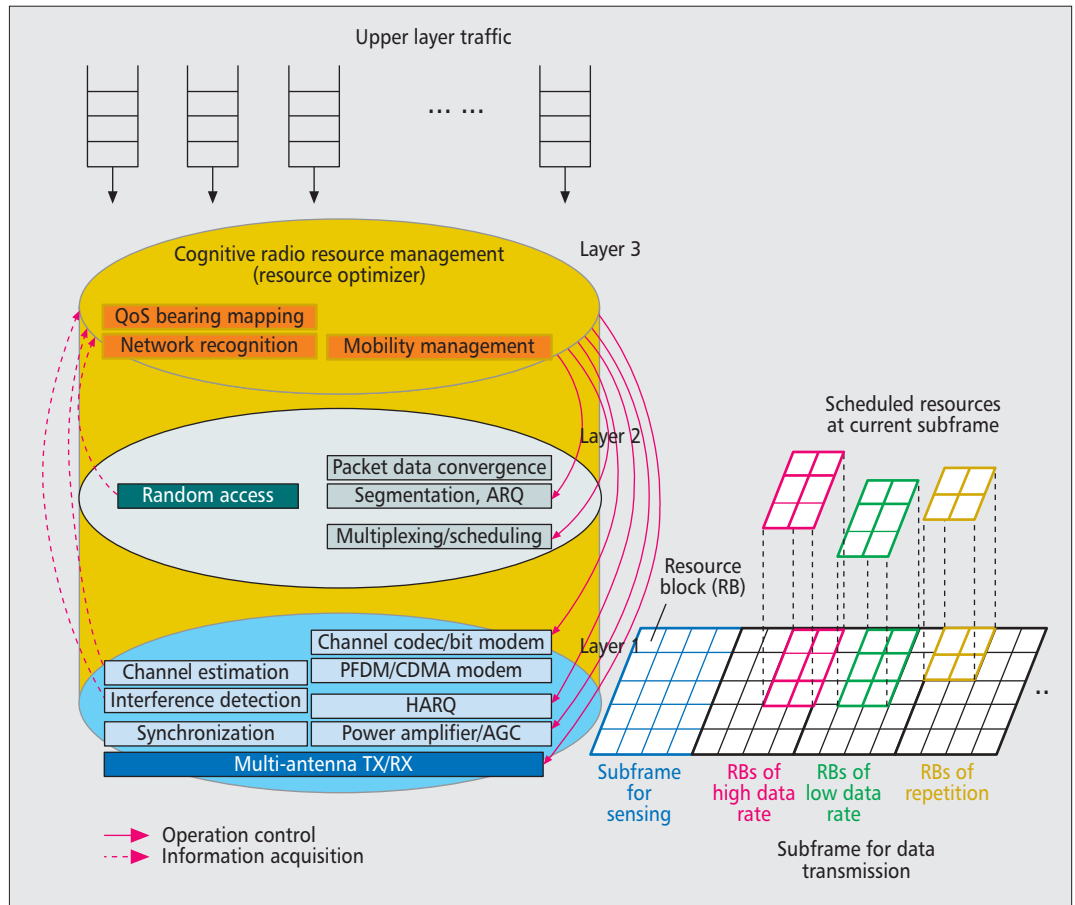 Upper layer traffic
... ...
Layer 3
Cognitive radio resource management
(resource optimizer)
QoS bearing mapping
Network recognition
Mobility management
Layer 2
Packet data convergence
Random access
Segmentation, ARQ
Multiplexing/scheduling
Scheduled resources
at current subframe
Resource
block (RB)
Layer 1
Channel codec/bit modem
Channel estimation
PFDM/CDMA modem
Interference detection
HARQ
Synchronization
Power amplifier/AGC
Multi-antenna TX/RX
..
Subframe
for
sensing
RBs of
high data
rate
RBs of
low data
rate
RBs of
repetition
Subframe for data
transmission
Operation control
Information acquisition